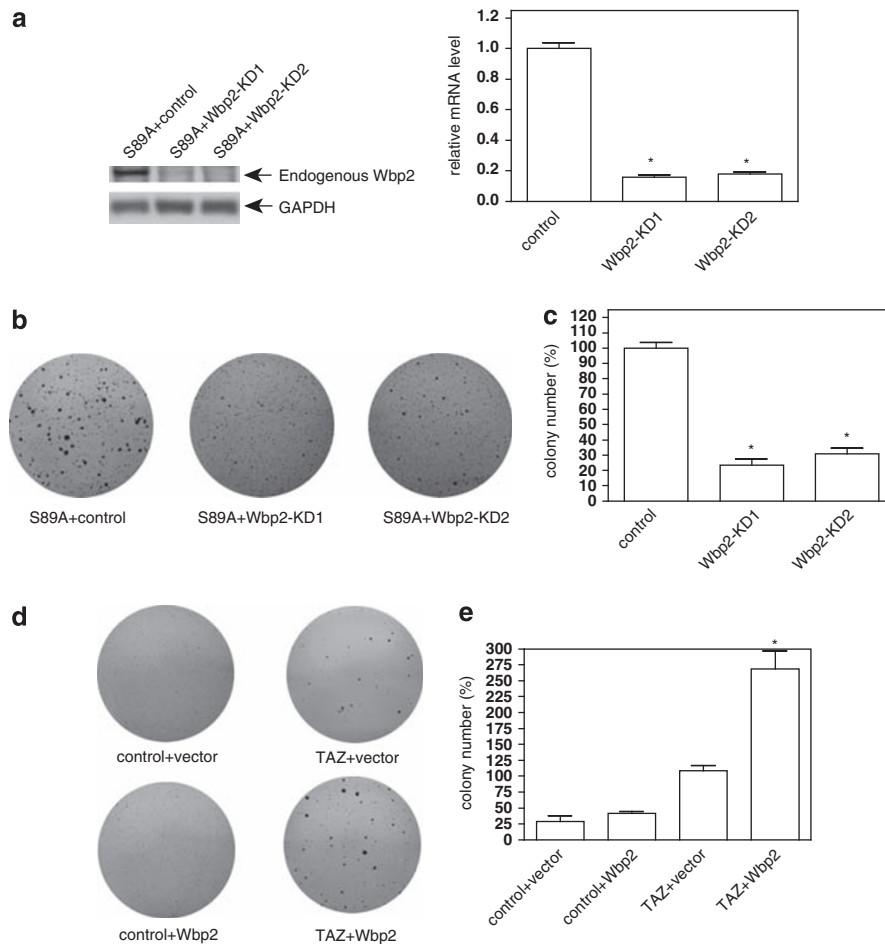 a
S89A+control
S89A+Wbp2-KD1
S89A+Wbp2-KD2
Endogenous Wbp2
GAPDH
relative mRNA level
1.2
1.0
0.8
0.6
0.4
0.2
0.0
*
*
control
Wbp2-KD1
Wbp2-KD2
b
S89A+control
S89A+Wbp2-KD1
S89A+Wbp2-KD2
c
colony number (%)
120
110
100
90
80
70
60
50
40
30
20
10
0
*
*
control
Wbp2-KD1
Wbp2-KD2
d
control+vector
TAZ+vector
control+Wbp2
TAZ+Wbp2
e
colony number (%)
300
275
250
225
200
175
150
125
100
75
50
25
0
*
control+vector
control+Wbp2
TAZ+vector
TAZ+Wbp2